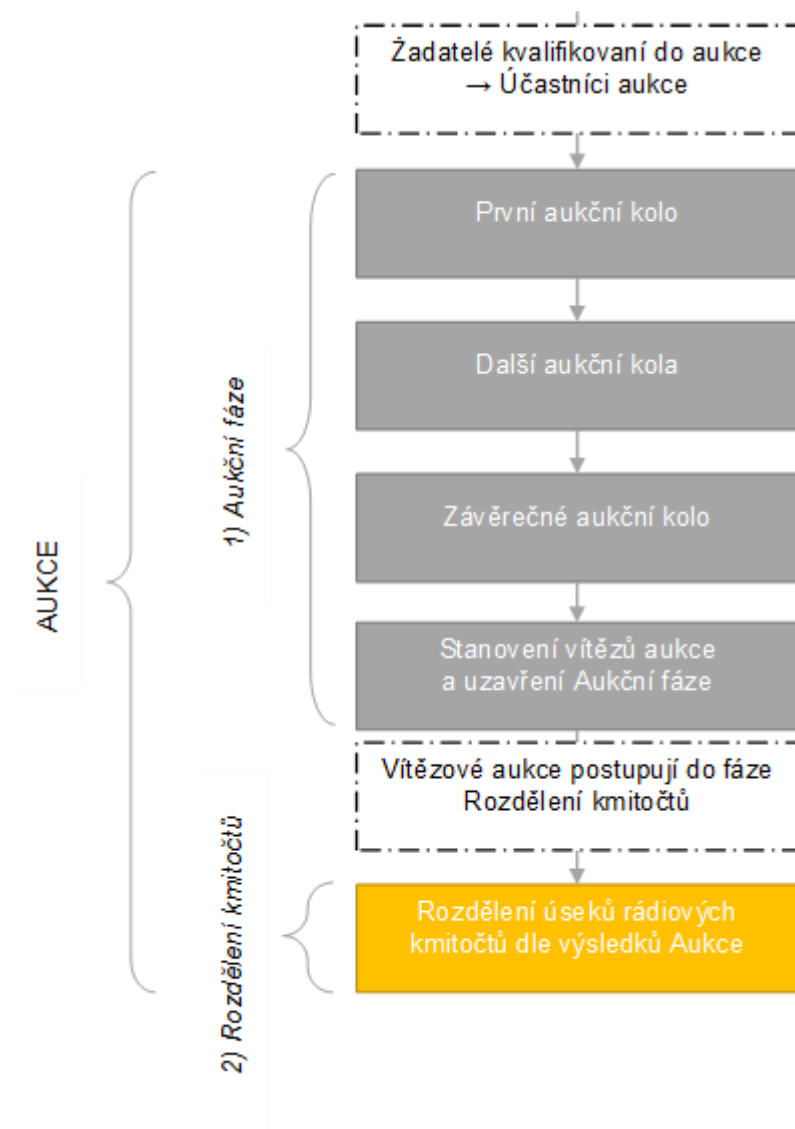 Žadatelé kvalifikovaní do aukce
→ Účastníci aukce
AUKCE
1) Aukční fáze
První aukční kolo
Další aukční kola
Závěrečné aukční kolo
Stanovení vítězů aukce
a uzavření Aukční fáze
Vítězové aukce postupují do fáze
Rozdělení kmitočtů
2) Rozdělení kmitočtů
Rozdělení úseků rádiových
kmitočtů dle výsledků Aukce